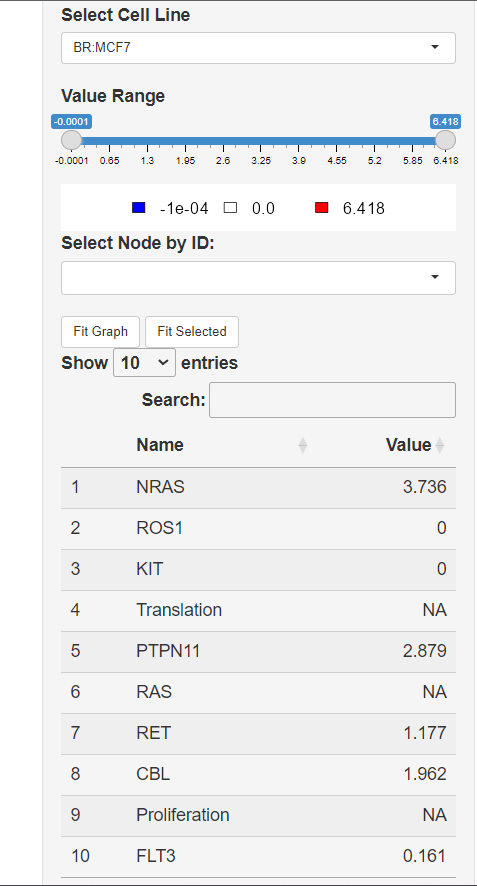 Select Cell Line
BR:MCF7
Value Range
-0.0001 6.418
-0.0001 0.65 1.3 1.95 2.6 3.25 3.9 4.55 5.2 5.85 6.418
-1e-04 0.0 6.418
Select Node by ID:
Fit Graph Fit Selected
Show 10 entries
Search:
Name Value
1 NRAS 3.736
2 ROS1 0
3 KIT 0
4 Translation NA
5 PTPN11 2.879
6 RAS NA
7 RET 1.177
8 CBL 1.962
9 Proliferation NA
10 FLT3 0.161